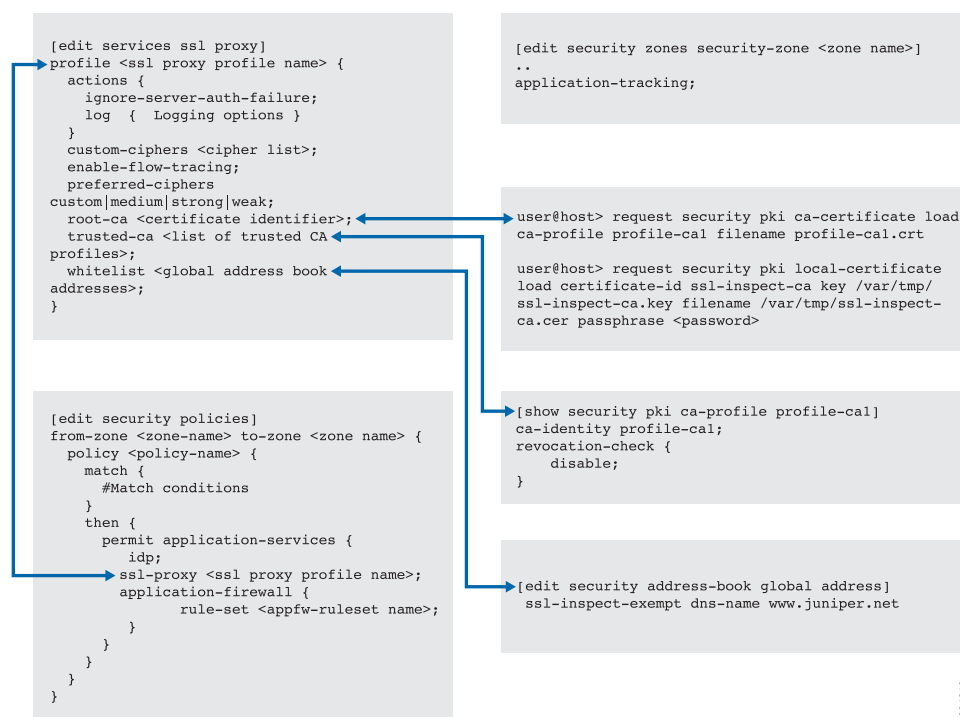 [edit services ssl proxy]
profile <ssl proxy profile name> {
actions {
ignore-server-auth-failure;
log { Logging options }
}
custom-ciphers <cipher list>;
enable-flow-tracing;
preferred-ciphers
custom|medium|strong|weak;
root-ca <certificate identifier>;
trusted-ca <list of trusted CA
profiles>;
whitelist <global address book
addresses>;
}
[edit security policies]
from-zone <zone-name> to-zone <zone name> {
policy <policy-name> {
match {
#Match conditions
}
then {
permit application-services {
idp;
ssl-proxy <ssl proxy profile name>;
application-firewall {
rule-set <appfw-ruleset name>;
}
}
}
}
}
[edit security zones security-zone <zone name>]
..
application-tracking;
user@host> request security pki ca-certificate load
ca-profile profile-ca1 filename profile-ca1.crt
user@host> request security pki local-certificate
load certificate-id ssl-inspect-ca key /var/tmp/
ssl-inspect-ca.key filename /var/tmp/ssl-inspect-
ca.cer passphrase <password>
[show security pki ca-profile profile-ca1]
ca-identity profile-ca1;
revocation-check {
disable;
}
[edit security address-book global address]
ssl-inspect-exempt dns-name www.juniper.net